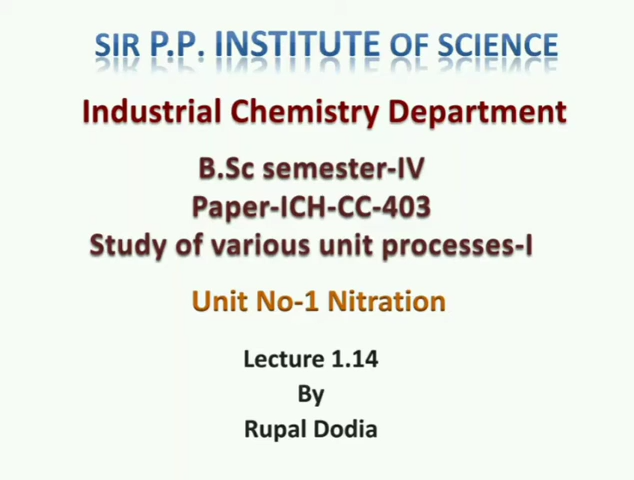 SIR P.P. INSTITUTE OF SCIENCE
Industrial Chemistry Department
B.Sc semester-IV
Paper-ICH-CC-403
Study of various unit processes-I
Unit No-1 Nitration
Lecture 1.14
By
Rupal Dodia